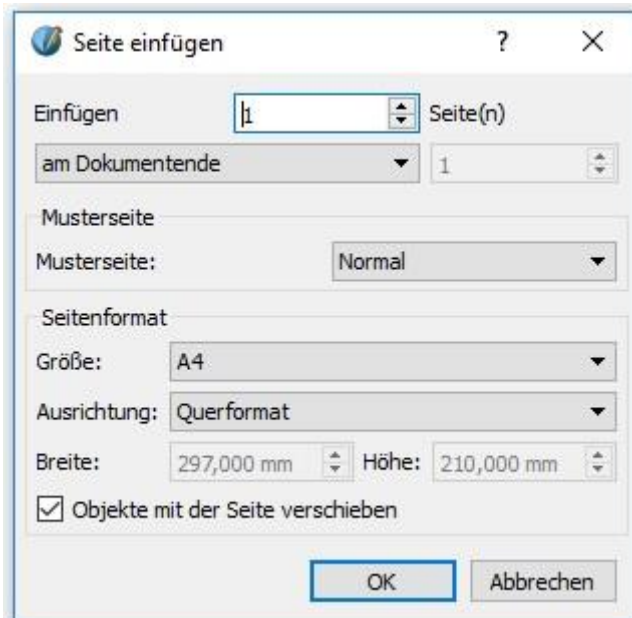 Seite einfügen ? ×
Einfügen 1 Seite(n)
am Dokumentende 1
Musterseite
Musterseite: Normal
Seitenformat
Größe: A4
Ausrichtung: Querformat
Breite: 297,000 mm Höhe: 210,000 mm
Objekte mit der Seite verschieben
OK Abbrechen